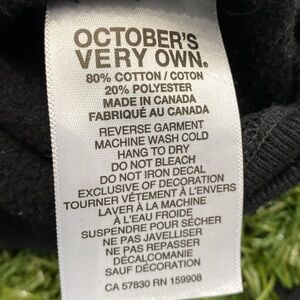 OCTOBER'S
VERY OWN.
80% COTTON / COTON
20% POLYESTER
MADE IN CANADA
FABRIQUÉ AU CANADA
REVERSE GARMENT
MACHINE WASH COLD
HANG TO DRY
DO NOT BLEACH
DO NOT IRON DECAL
EXCLUSIVE OF DECORATION
TOURNER VÊTEMENT À L'ENVERS
LAVER À LA MACHINE
À L'EAU FROIDE
SUSPENDRE POUR SÉCHER
NE PAS JAVELLISER
NE PAS REPASSER
DÉCALCOMANIE
SAUF DÉCORATION
CA 57830 RN 159908